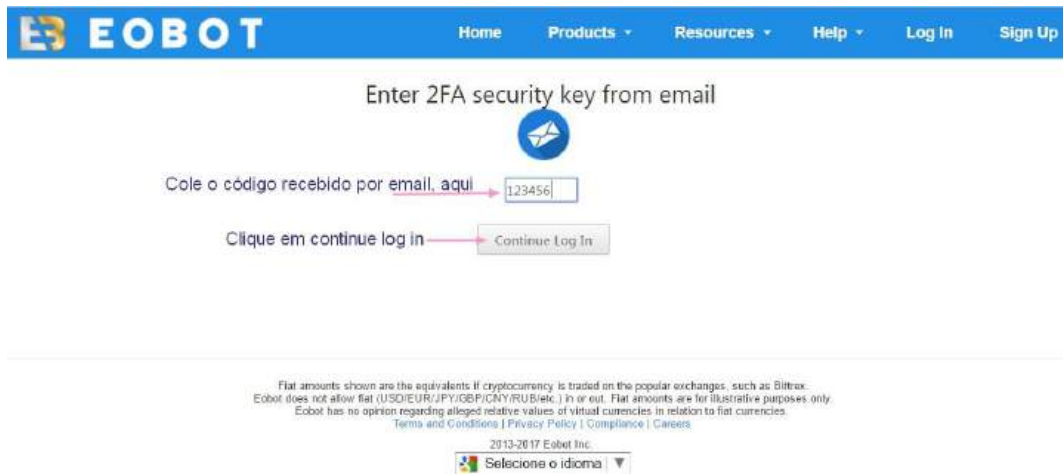 EB EOBOT Home Products Resources Help Log In Sign Up
Enter 2FA security key from email
Cole o código recebido por email, aqui 123456
Clique em continue log in Continue Log In
Fiat amounts shown are the equivalents if cryptocurrency is traded on the popular exchanges, such as Bittrex.
Eobot does not allow fiat (USD/EUR/JPY/GBP/CNY/RUB/etc.) in or out. Fiat amounts are for illustrative purposes only.
Eobot has no opinion regarding alleged relative values of virtual currencies in relation to fiat currencies.
Terms and Conditions | Privacy Policy | Compliance | Careers
2013-2017 Eobot Inc.
Selecione o idioma